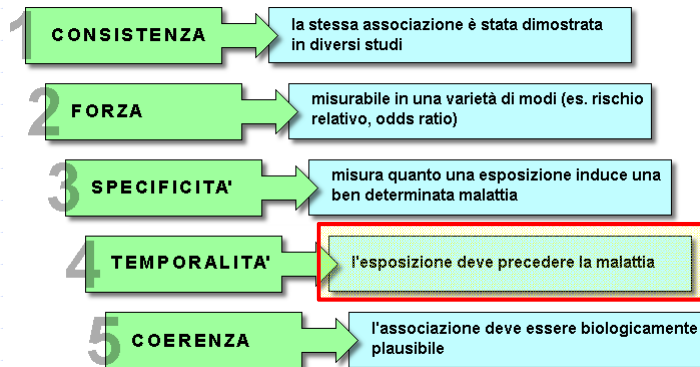 1 CONSISTENZA
la stessa associazione è stata dimostrata
in diversi studi
2 FORZA
misurabile in una varietà di modi (es. rischio
relativo, odds ratio)
3 SPECIFICITA'
misura quanto una esposizione induce una
ben determinata malattia
4 TEMPORALITA'
l'esposizione deve precedere la malattia
5 COERENZA
l'associazione deve essere biologicamente
plausibile